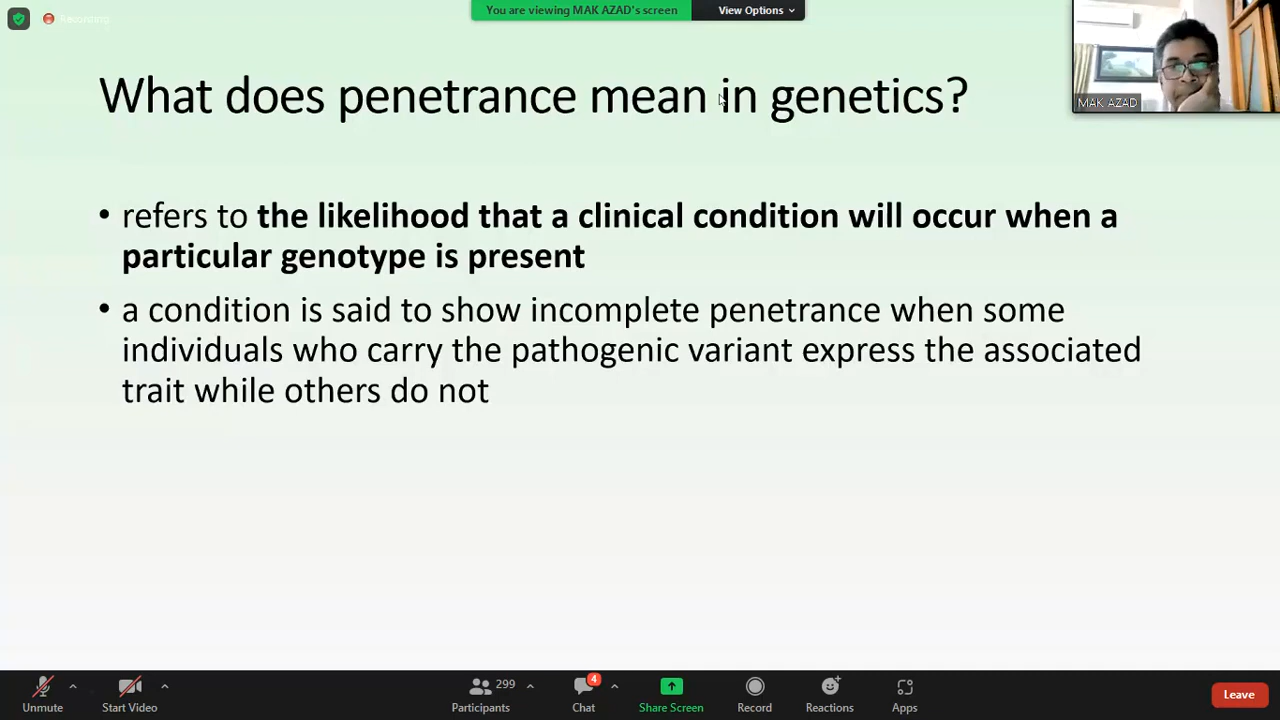 Recording
You are viewing MAK AZAD's screen
View Options
MAK AZAD
What does penetrance mean in genetics?
• refers to the likelihood that a clinical condition will occur when a
particular genotype is present
• a condition is said to show incomplete penetrance when some
individuals who carry the pathogenic variant express the associated
trait while others do not
Unmute
Start Video
299
Participants
4
Chat
Share Screen
Record
Reactions
Apps
Leave